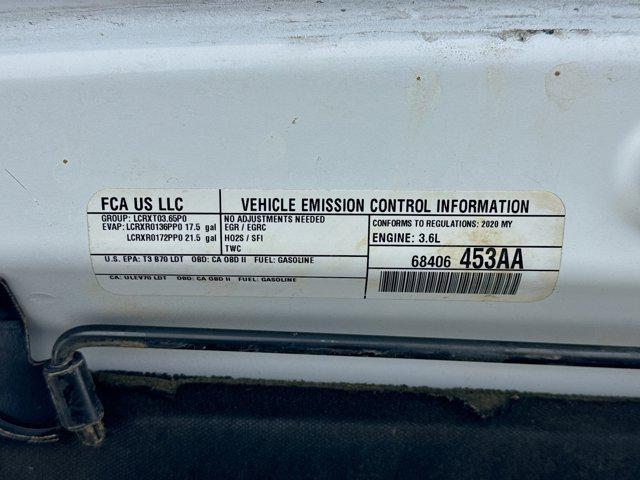 FCA US LLC
VEHICLE EMISSION CONTROL INFORMATION
GROUP: LCRXT03.65P0
EVAP: LCRXR0136PP0 17.5 gal
LCRXR0172PP0 21.5 gal
NO ADJUSTMENTS NEEDED
EGR / EGRC
HO2S / SFI
TWC
CONFORMS TO REGULATIONS: 2020 MY
ENGINE: 3.6L
U.S. EPA: T3 B70 LDT OBD: CA OBD II FUEL: GASOLINE
68406 453AA
CA: ULEV70 LDT OBD: CA OBD II FUEL: GASOLINE